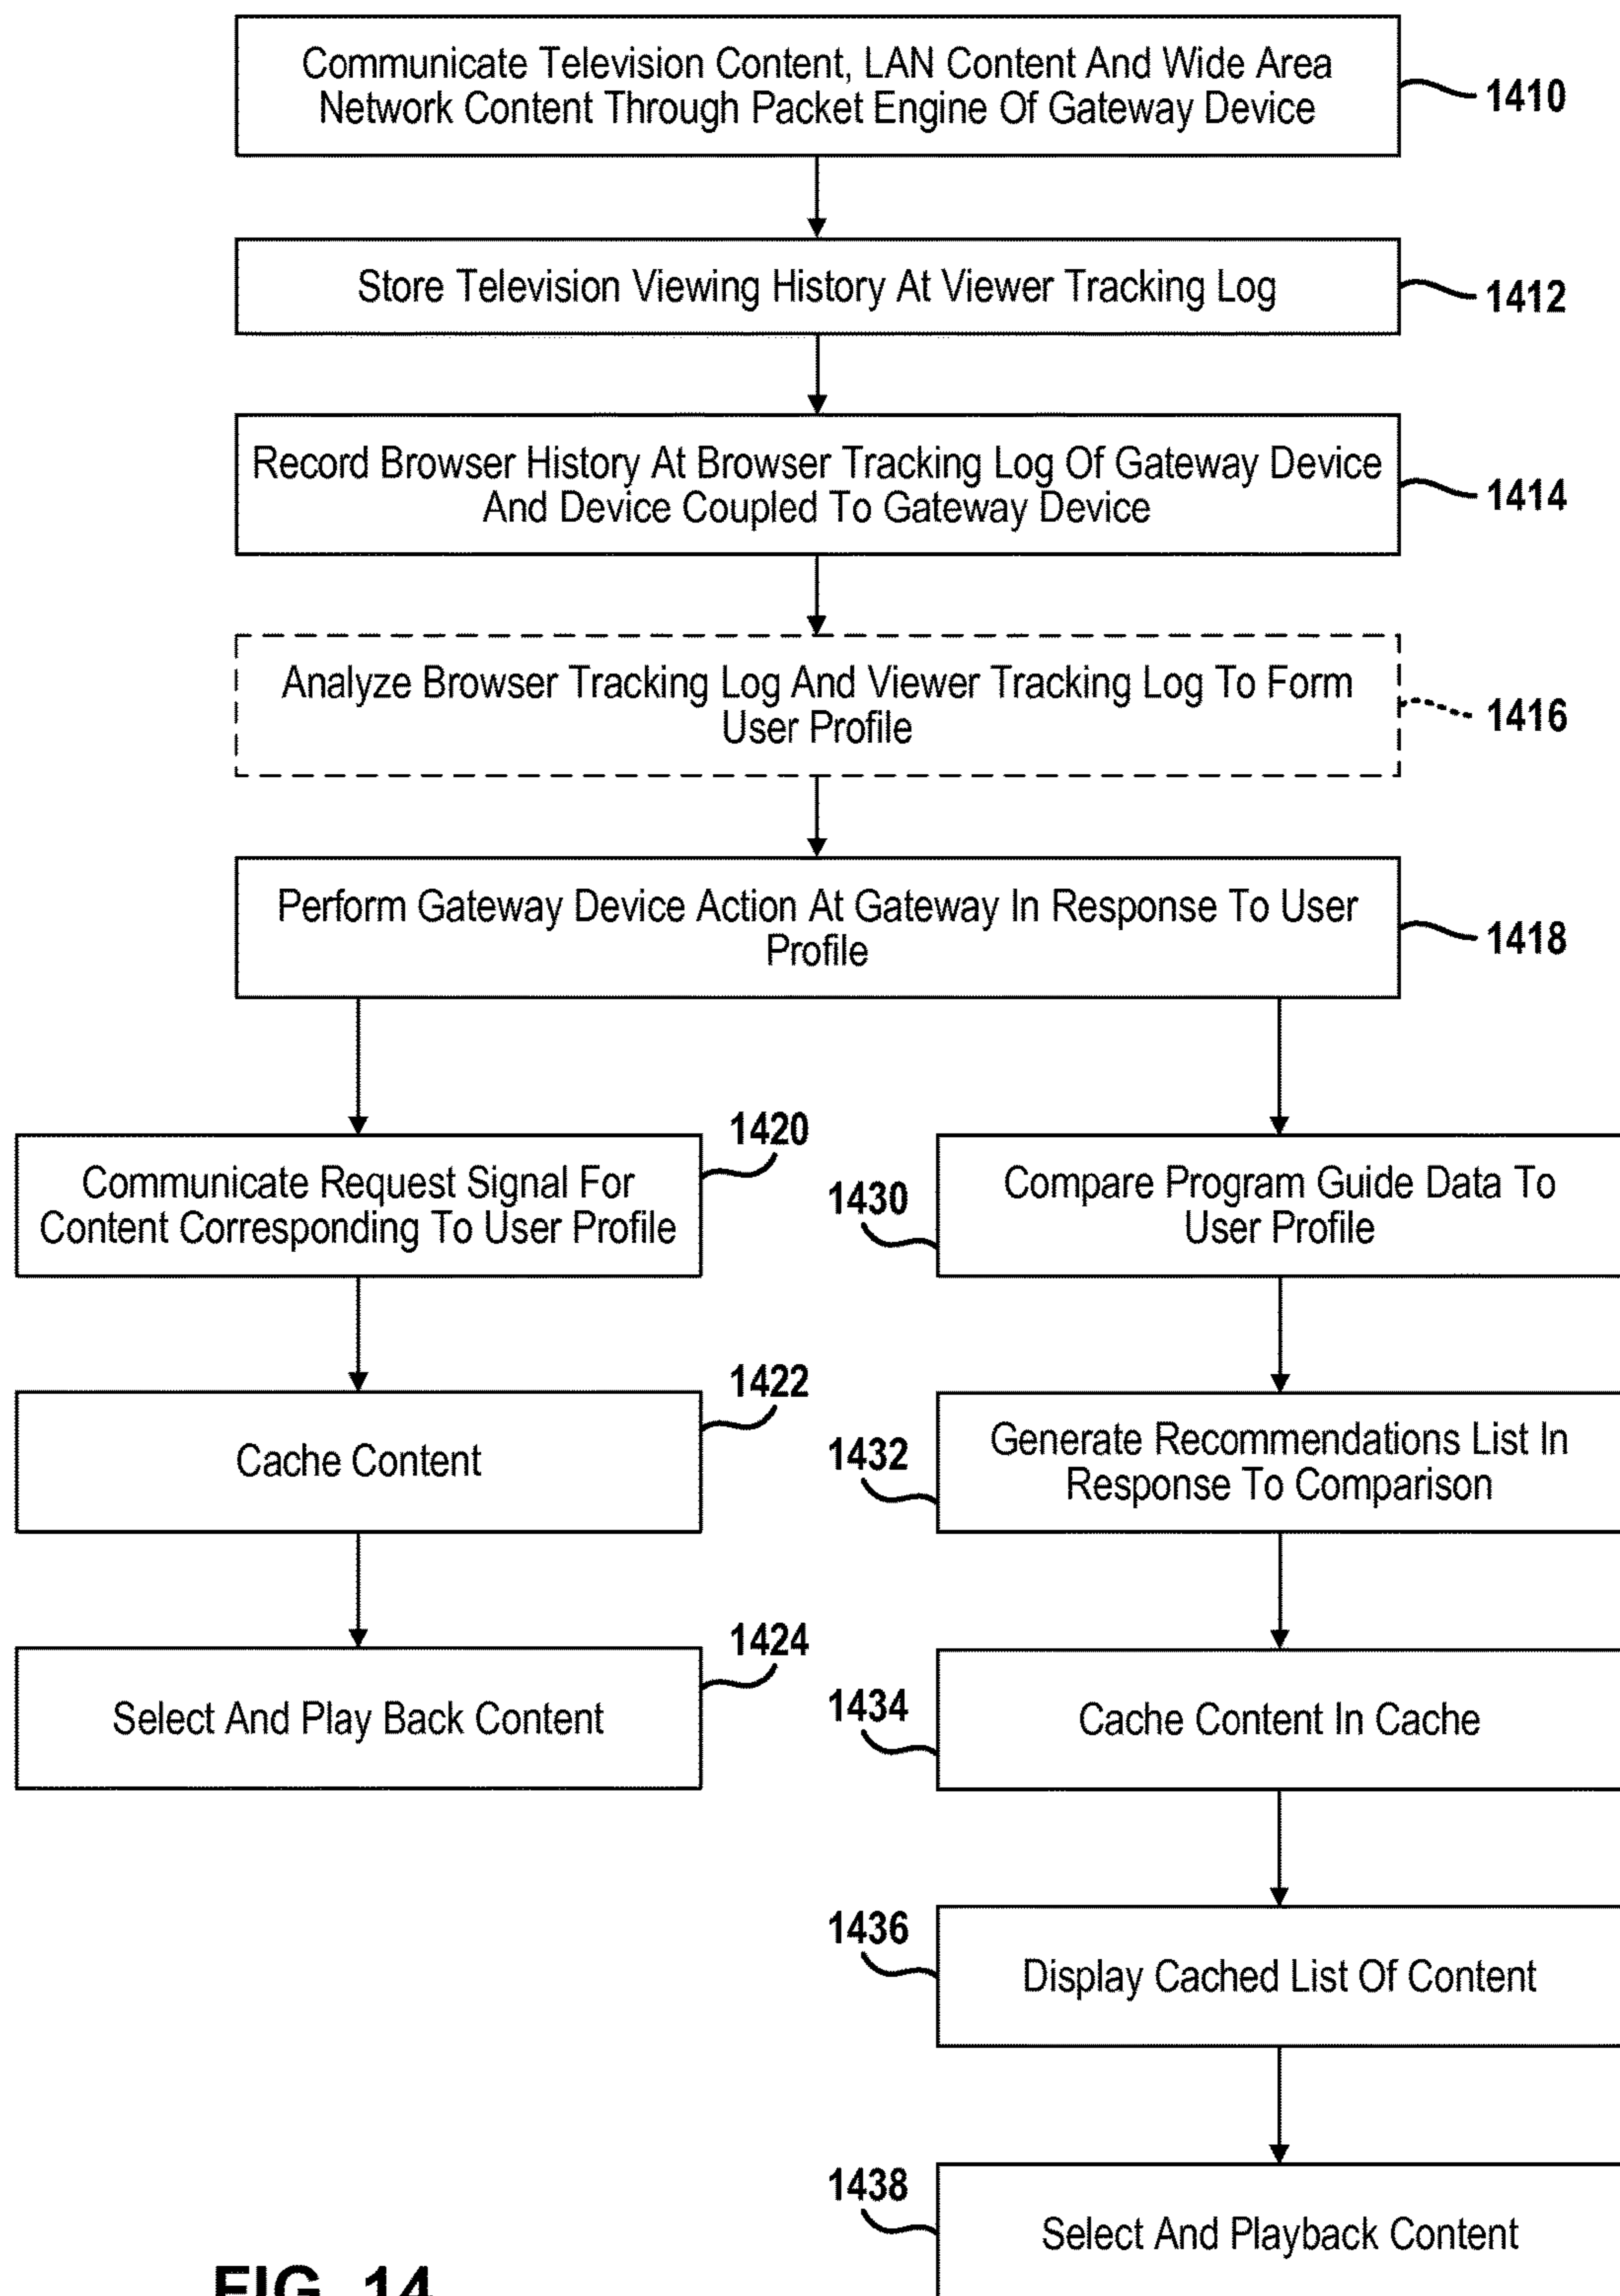 Communicate Television Content, LAN Content And Wide Area
Network Content Through Packet Engine Of Gateway Device
1410
Store Television Viewing History At Viewer Tracking Log
1412
Record Browser History At Browser Tracking Log Of Gateway Device
And Device Coupled To Gateway Device
1414
Analyze Browser Tracking Log And Viewer Tracking Log To Form
User Profile
1416
Perform Gateway Device Action At Gateway In Response To User
Profile
1418
Communicate Request Signal For
Content Corresponding To User Profile
1420
Cache Content
1422
Select And Play Back Content
1424
1430
Compare Program Guide Data To
User Profile
1432
Generate Recommendations List In
Response To Comparison
1434
Cache Content In Cache
1436
Display Cached List Of Content
1438
Select And Playback Content
FIG. 14